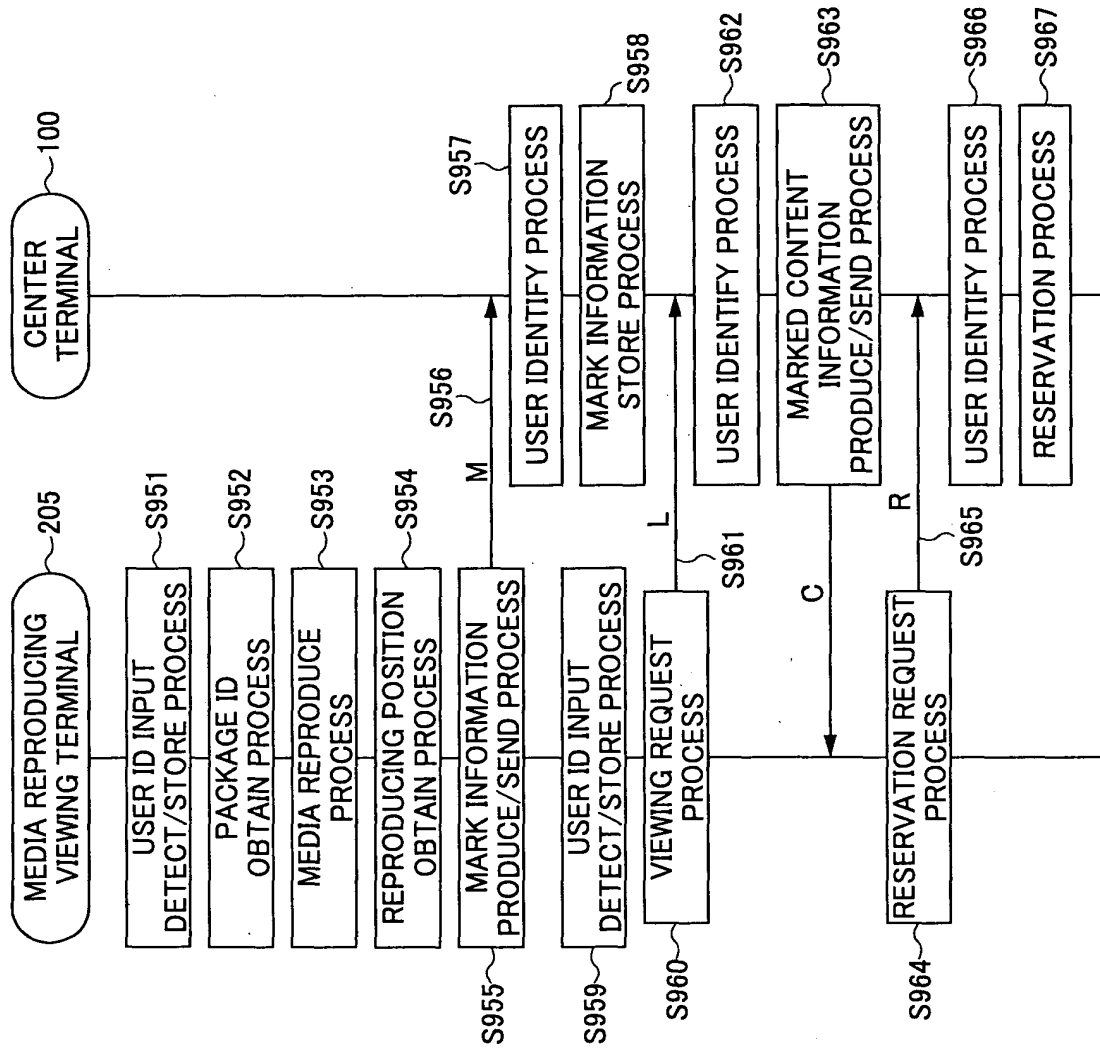 MEDIA REPRODUCING
VIEWING TERMINAL
205
CENTER
TERMINAL
100
USER ID INPUT
DETECT/STORE PROCESS
S951
PACKAGE ID
OBTAIN PROCESS
S952
MEDIA REPRODUCE
PROCESS
S953
REPRODUCING POSITION
OBTAIN PROCESS
S954
MARK INFORMATION
PRODUCE/SEND PROCESS
S955
M
S956
USER IDENTIFY PROCESS
S957
MARK INFORMATION
STORE PROCESS
S958
USER ID INPUT
DETECT/STORE PROCESS
S959
VIEWING REQUEST
PROCESS
S960
L
S961
USER IDENTIFY PROCESS
S962
MARKED CONTENT
INFORMATION
PRODUCE/SEND PROCESS
S963
C
RESERVATION REQUEST
PROCESS
S964
R
S965
USER IDENTIFY PROCESS
S966
RESERVATION PROCESS
S967